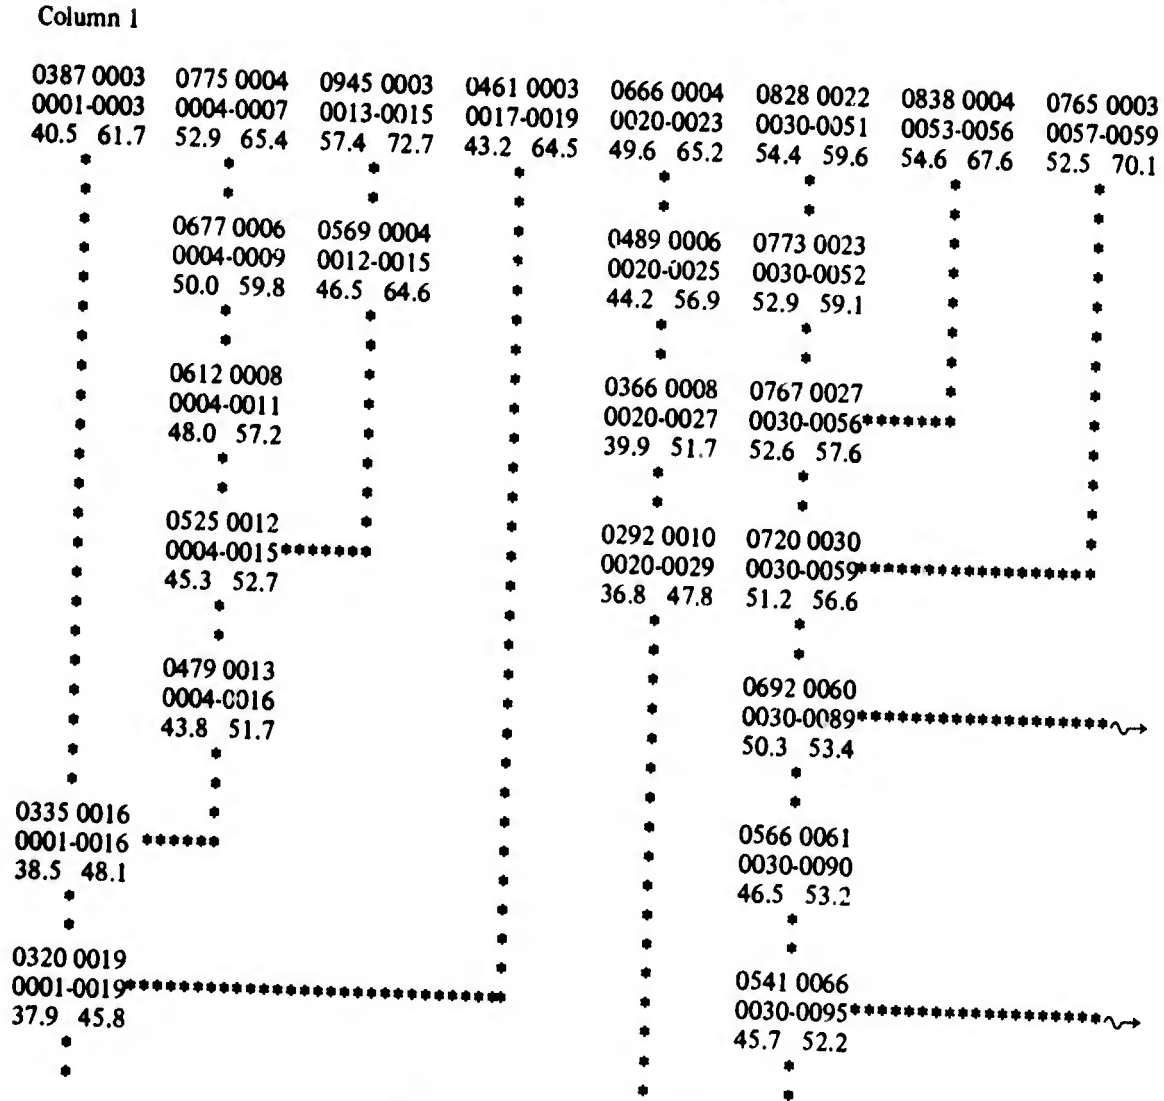 Column 1
0387 0003 0775 0004 0945 0003 0461 0003 0666 0004 0828 0022 0838 0004 0765 0003
0001-0003 0004-0007 0013-0015 0017-0019 0020-0023 0030-0051 0053-0056 0057-0059
40.5 61.7 52.9 65.4 57.4 72.7 43.2 64.5 49.6 65.2 54.4 59.6 54.6 67.6 52.5 70.1
0677 0006 0569 0004 0489 0006 0773 0023
0004-0009 0012-0015 0020-0025 0030-0052
50.0 59.8 46.5 64.6 44.2 56.9 52.9 59.1
0612 0008 0366 0008 0767 0027
0004-0011 0020-0027 0030-0056*******
48.0 57.2 39.9 51.7 52.6 57.6
0525 0012 0292 0010 0720 0030
0004-0015******* 0020-0029 0030-0059*****************
45.3 52.7 36.8 47.8 51.2 56.6
0479 0013 0692 0060
0004-0016 0030-0089******************
43.8 51.7 50.3 53.4
0335 0016 0566 0061
0001-0016 ****** 0030-0090
38.5 48.1 46.5 53.2
0320 0019 0541 0066
0001-0019***************************** 0030-0095******************
37.9 45.8 45.7 52.2